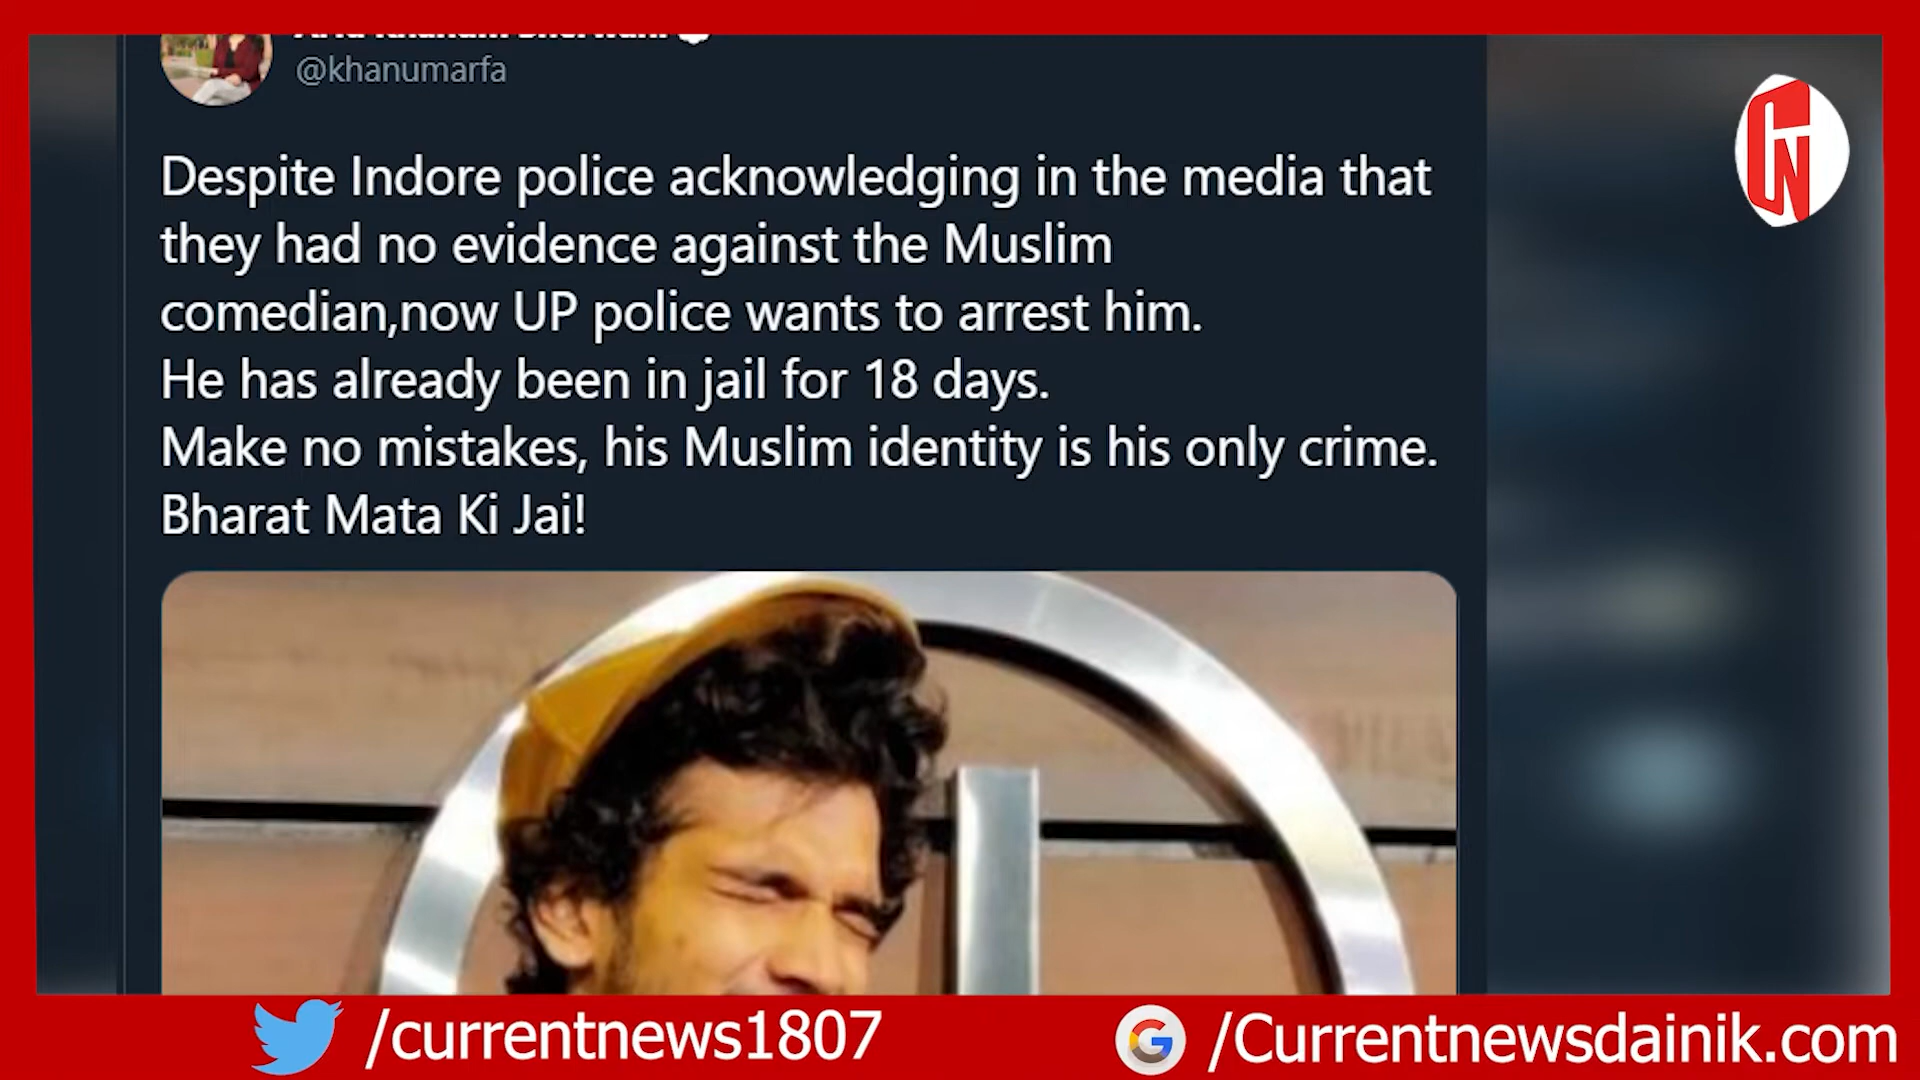 @khanumarfa
Despite Indore police acknowledging in the media that
they had no evidence against the Muslim
comedian,now UP police wants to arrest him.
He has already been in jail for 18 days.
Make no mistakes, his Muslim identity is his only crime.
Bharat Mata Ki Jai!
CN
/currentnews1807
/Currentnewsdainik.com